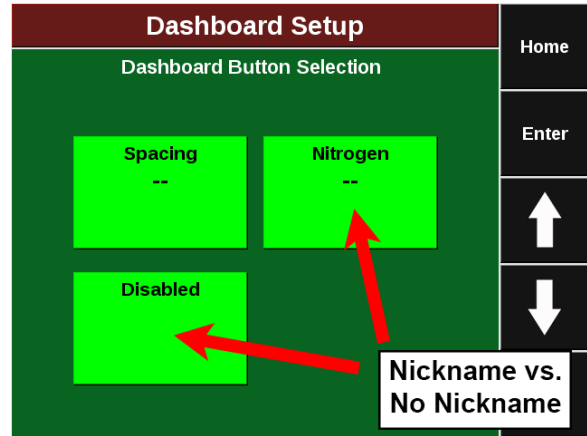 Dashboard Setup
Dashboard Button Selection
Spacing
--
Nitrogen
--
Disabled
Home
Enter
Nickname vs.
No Nickname